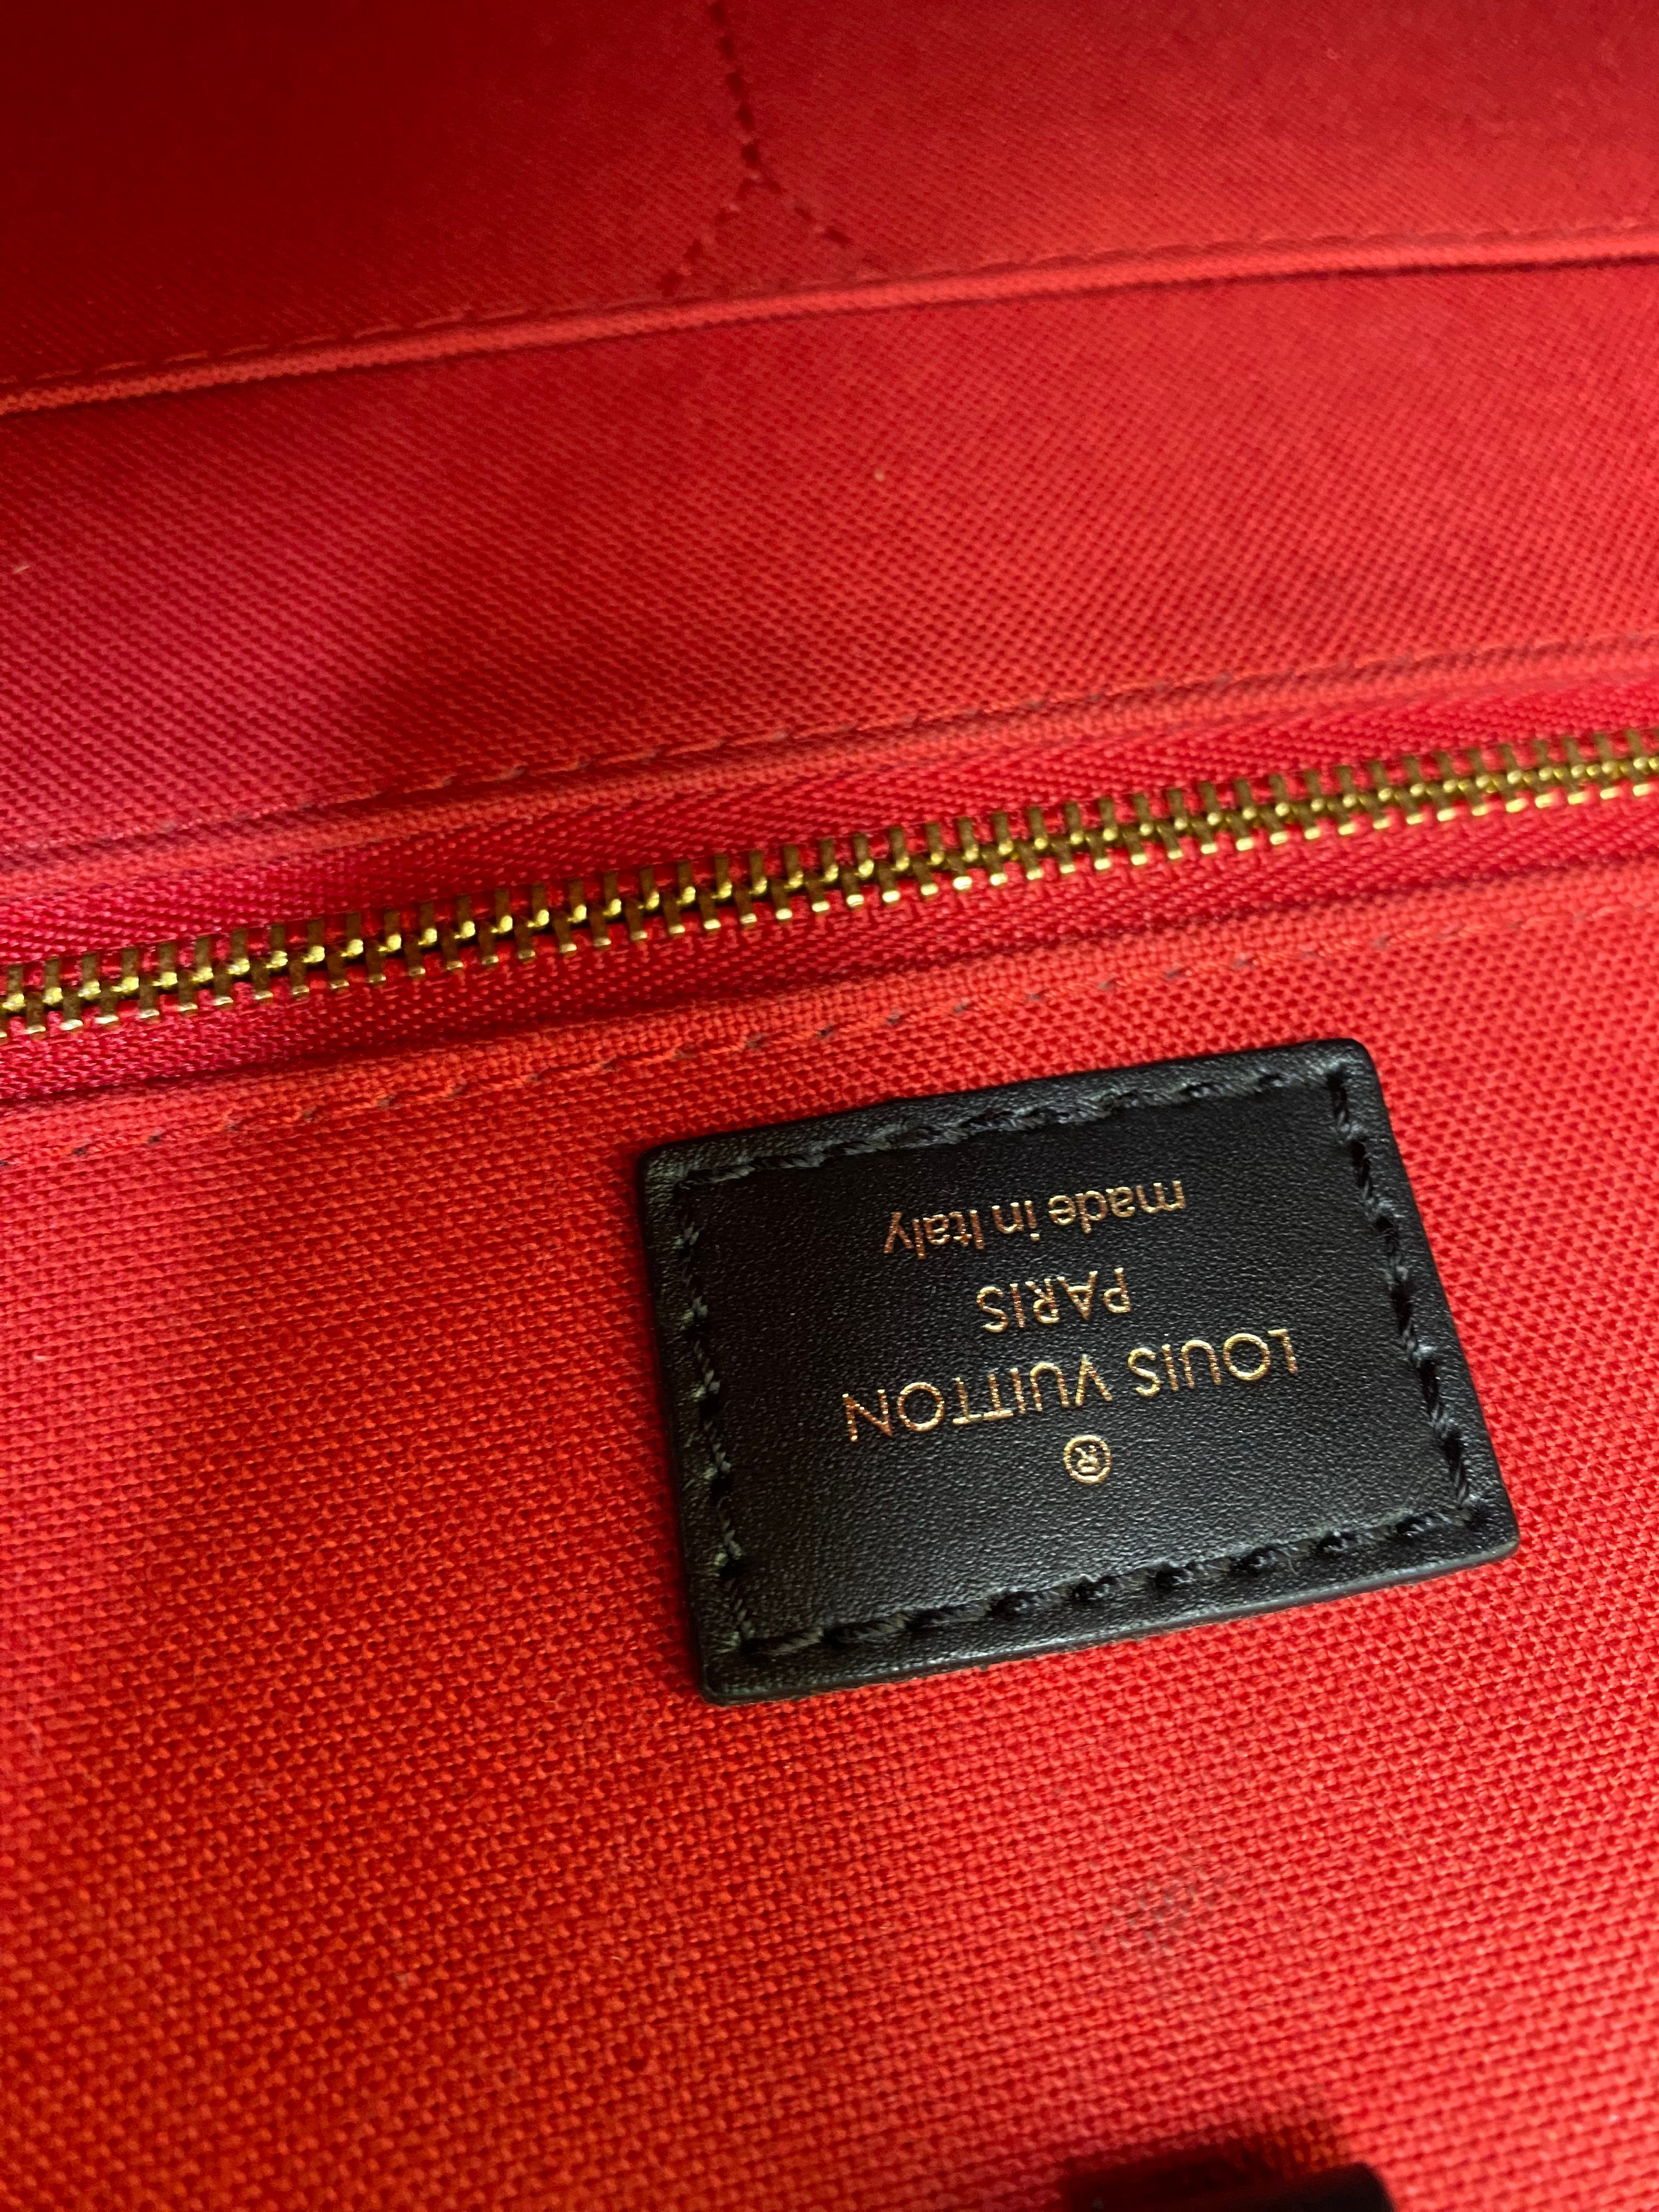 ®
LOUIS VUITTON
PARIS
made in Italy